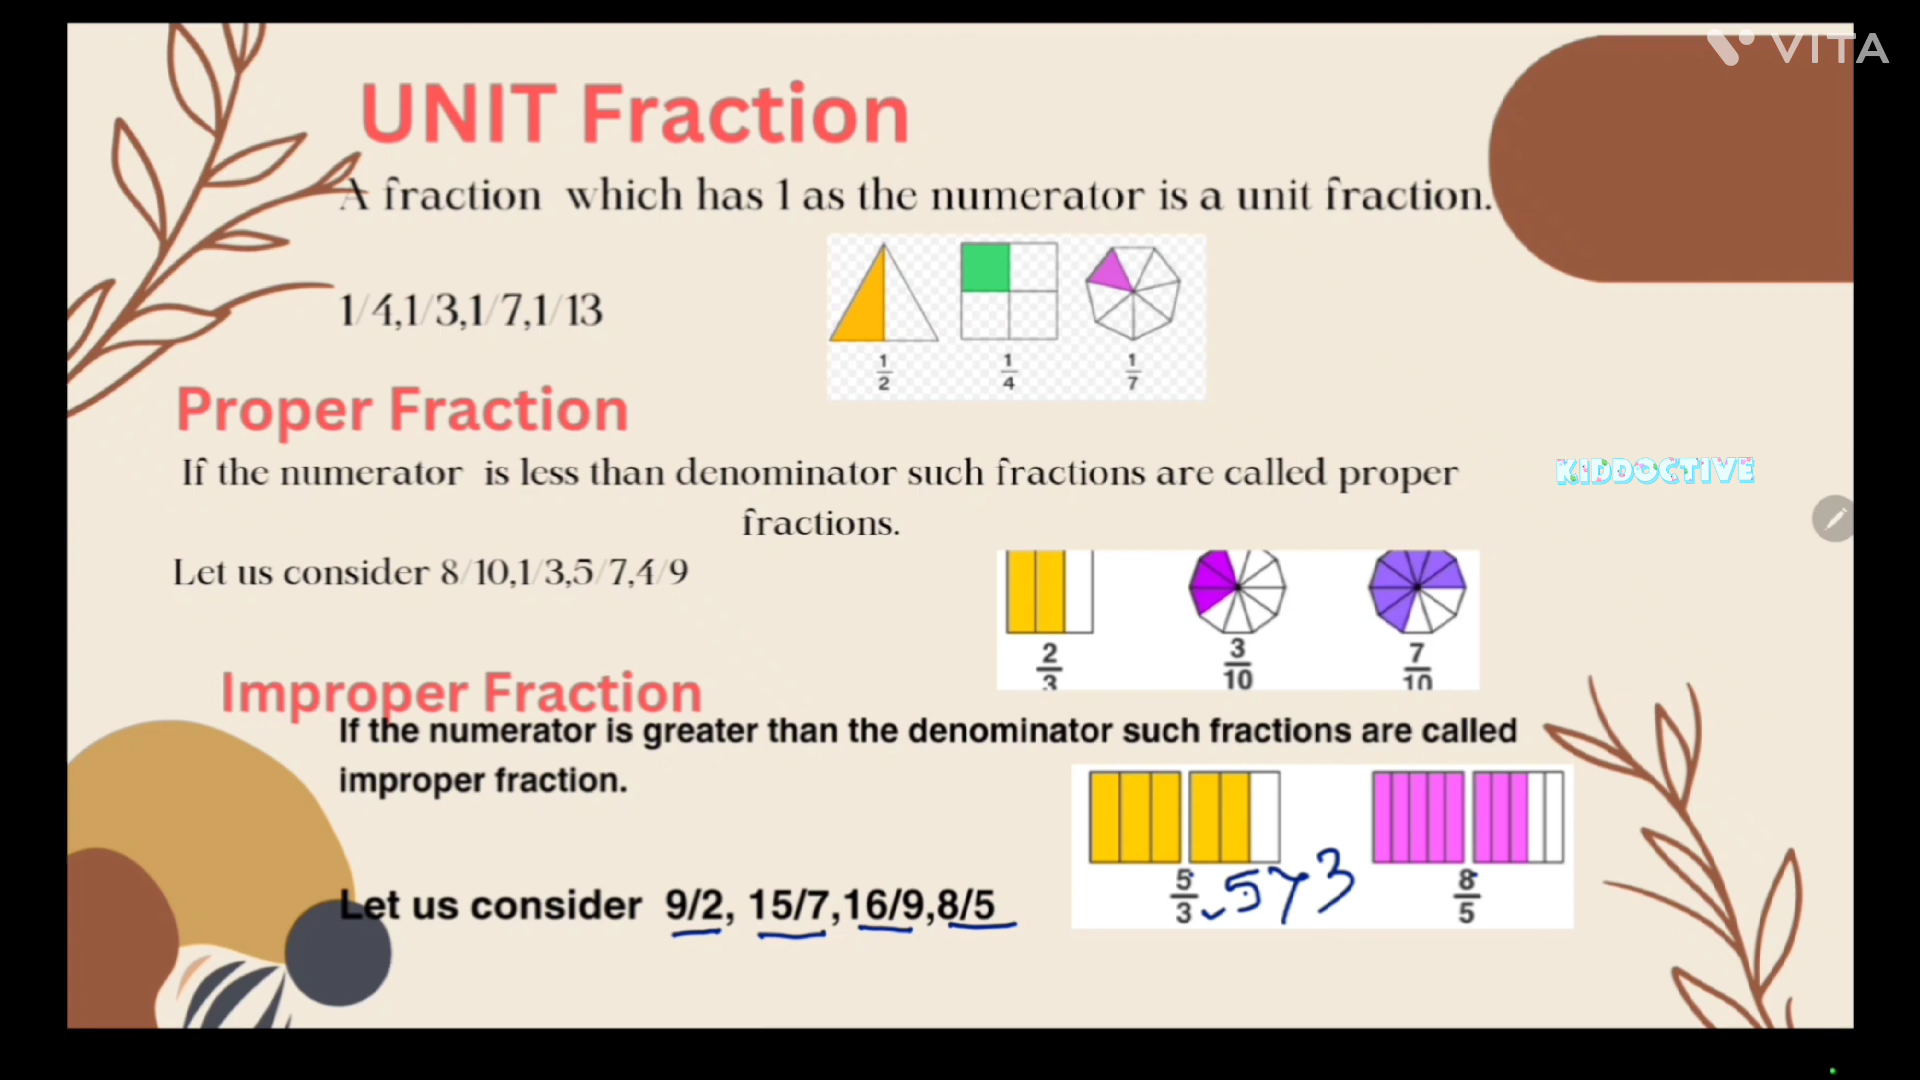 VITA
UNIT Fraction
A fraction which has 1 as the numerator is a unit fraction.
1/4,1/3,1/7,1/13
1/2 1/4 1/7
Proper Fraction
If the numerator is less than denominator such fractions are called proper
fractions.
KIDDOCTIVE
Let us consider 8/10,1/3,5/7,4/9
2/3 3/10 7/10
Improper Fraction
If the numerator is greater than the denominator such fractions are called
improper fraction.
Let us consider 9/2, 15/7,16/9,8/5
5/3 5>3 8/5